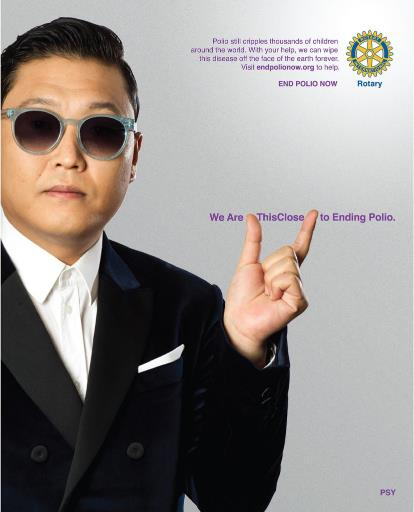 Polio still cripples thousands of children
around the world. With your help, we can wipe
this disease off the face of the earth forever.
Visit endpolionow.org to help.
END POLIO NOW
Rotary
We Are ThisClose to Ending Polio.
PSY